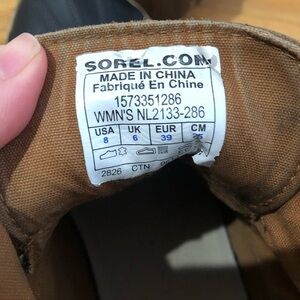 SOREL.COM
MADE IN CHINA
Fabriqué En Chine
1573351286
WMN'S NL2133-286
USA UK EUR CM
8 6 39
2826 CTN